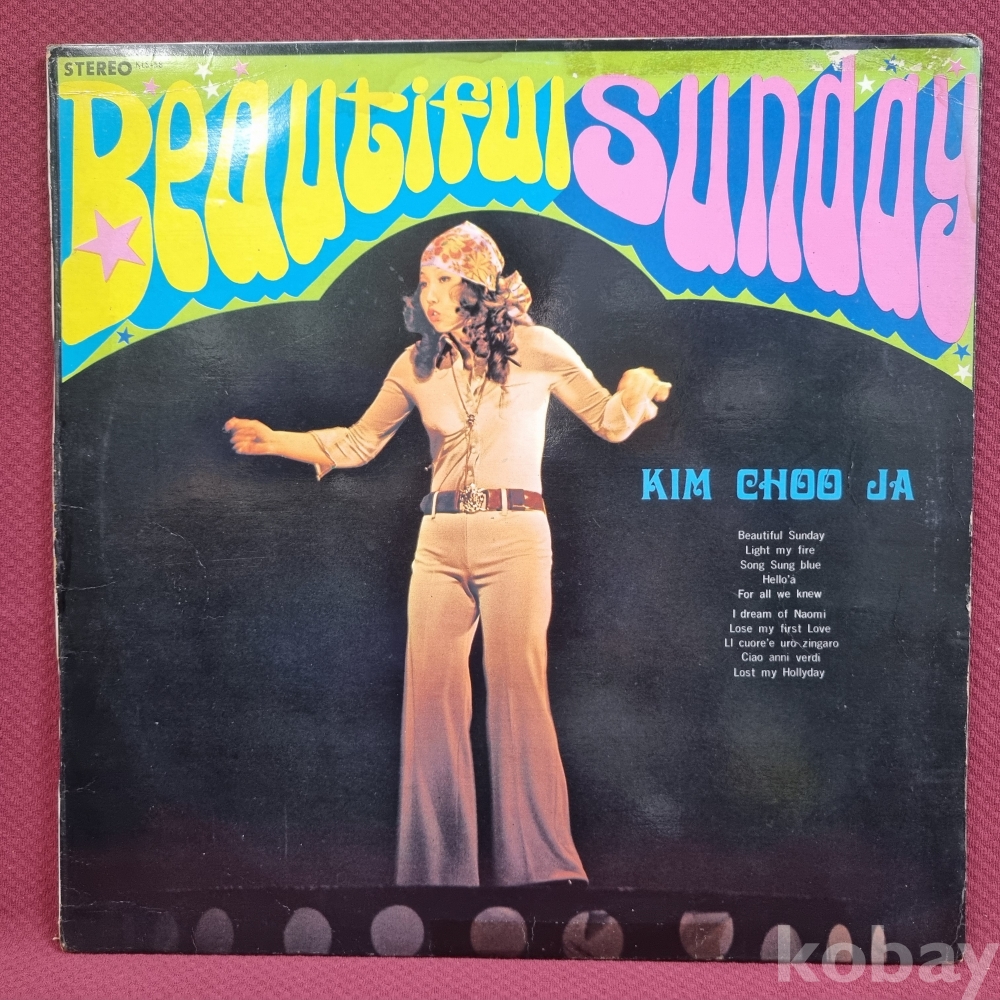 STEREO
Beautiful Sunday
KIM CHOO JA
Beautiful Sunday
Light my fire
Song Sung blue
Hello'a
For all we knew
I dream of Naomi
Lose my first Love
LI cuore'e uro zingaro
Ciao anni verdi
Lost my Hollyday
kobay